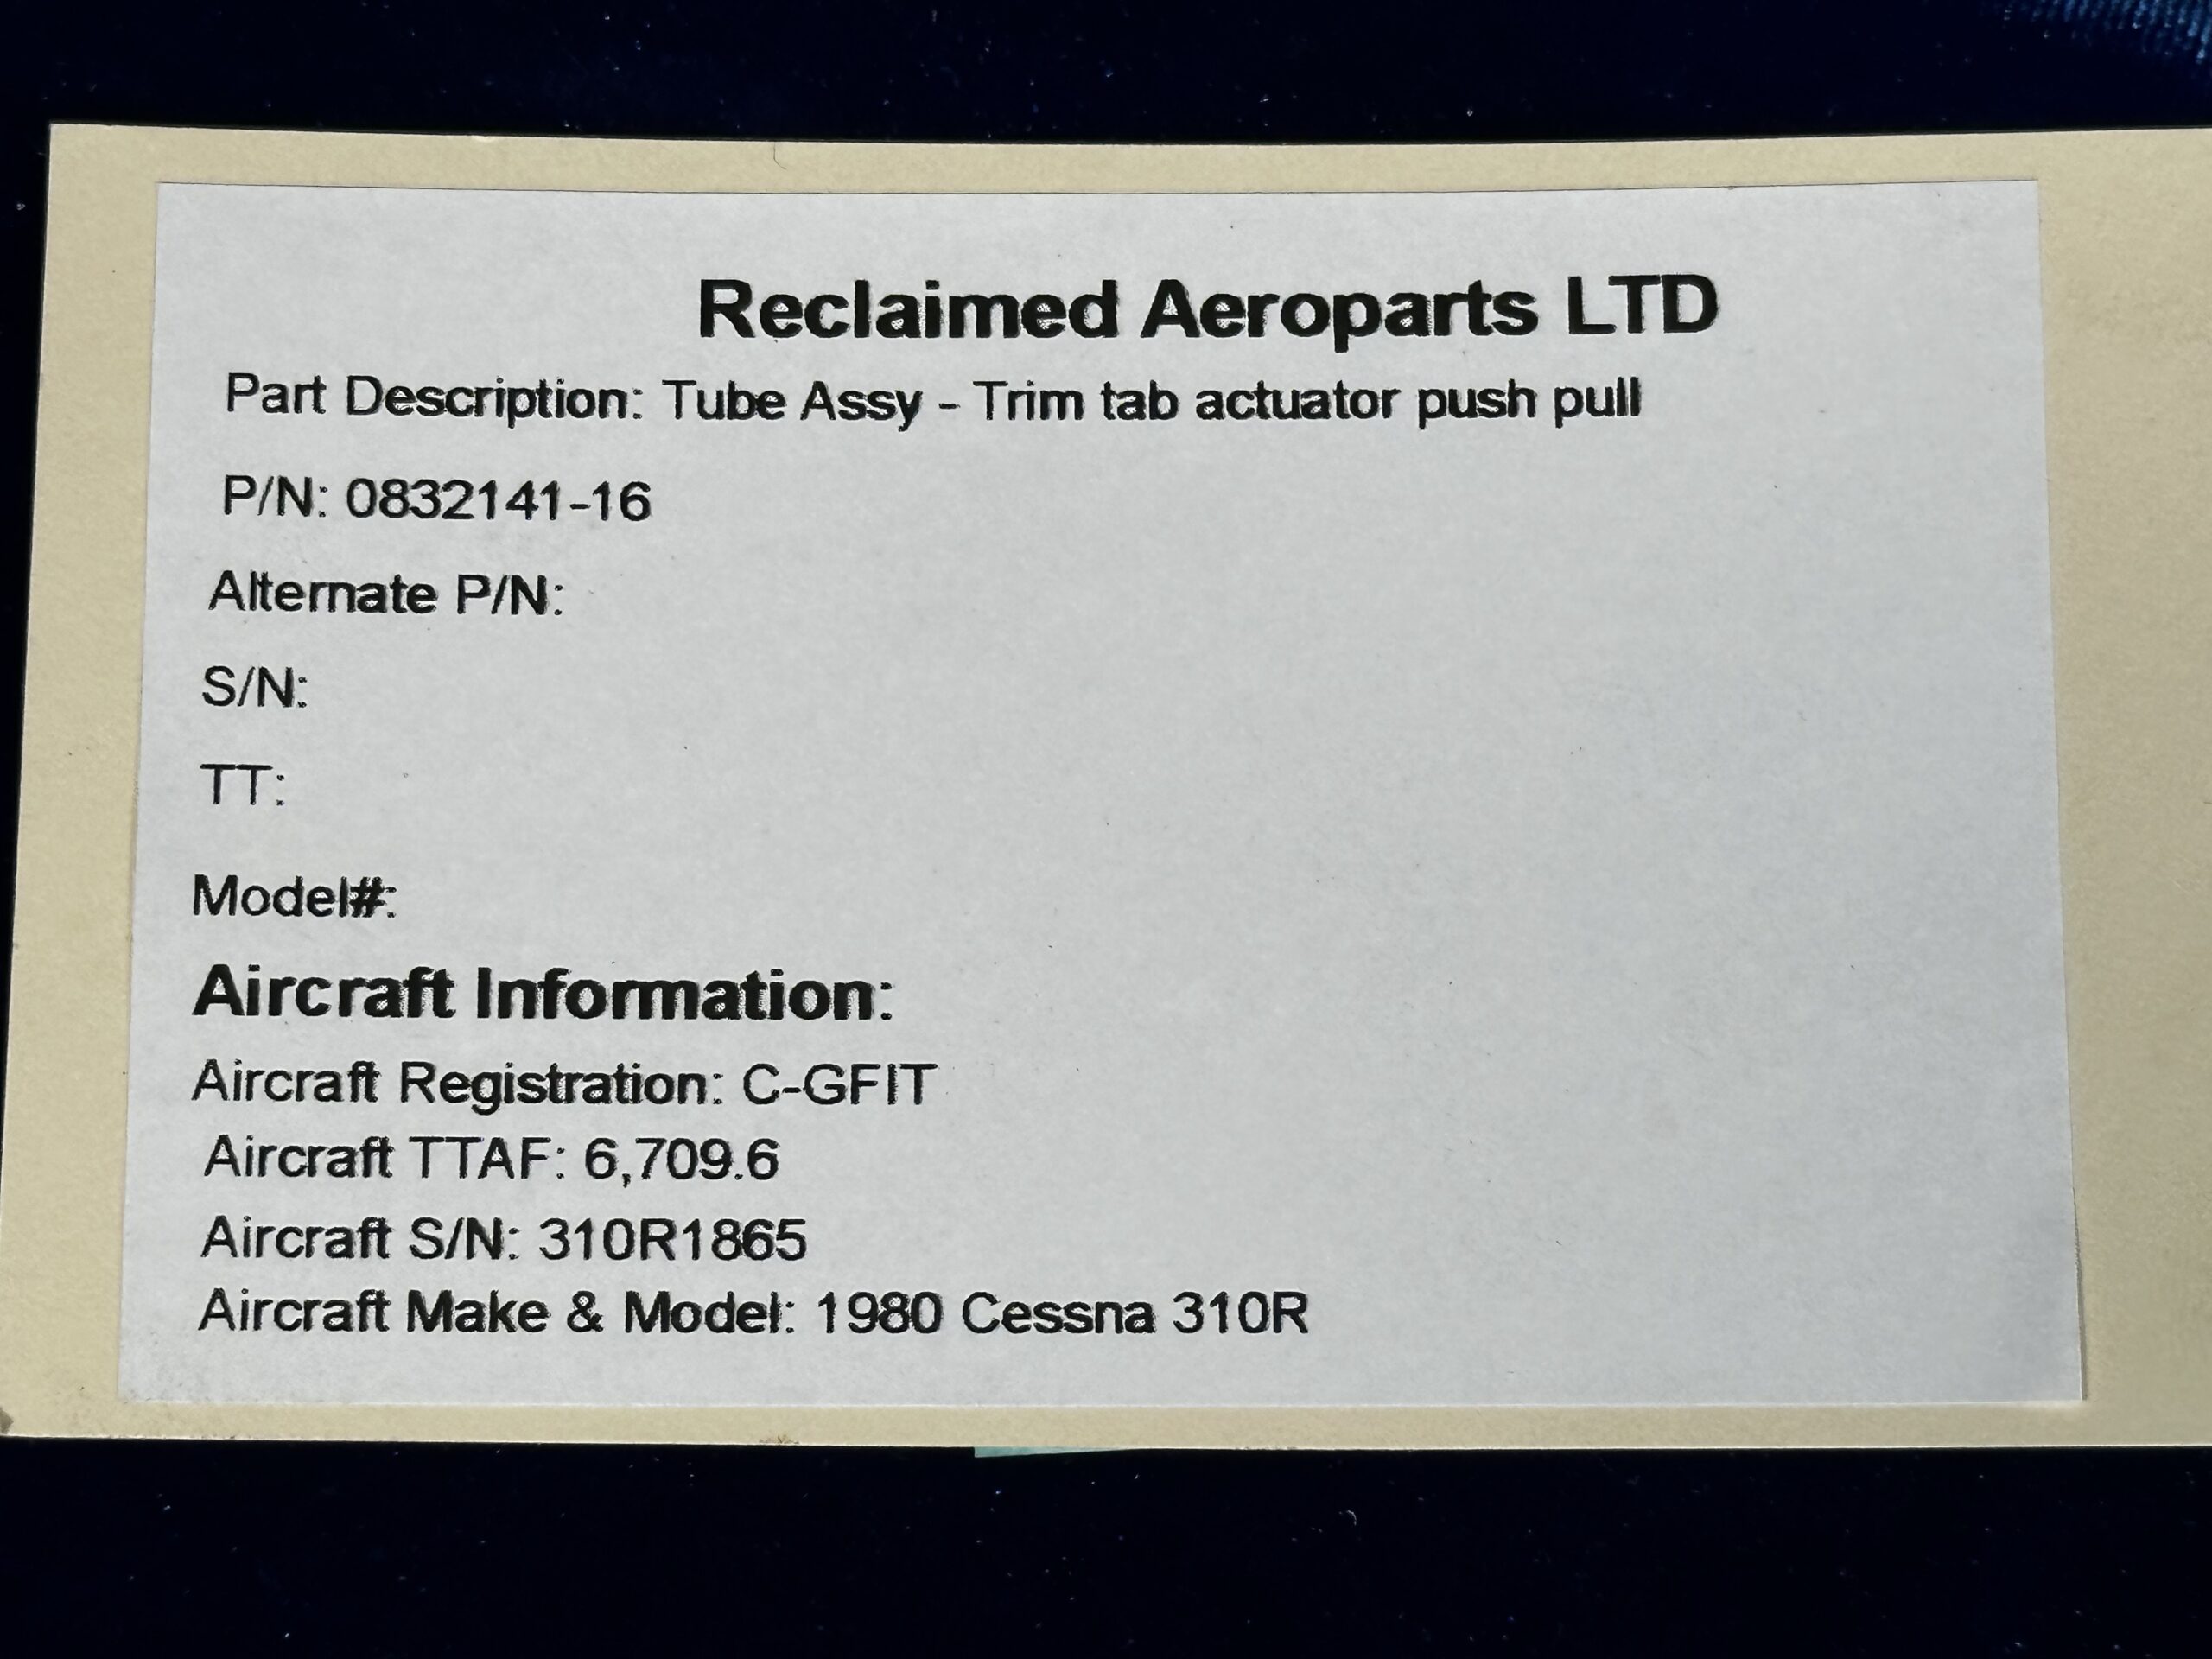 Reclaimed Aeroparts LTD
Part Description: Tube Assy - Trim tab actuator push pull
P/N: 0832141-16
Alternate P/N:
S/N:
TT:
Model#:
Aircraft Information:
Aircraft Registration: C-GFIT
Aircraft TTAF: 6,709.6
Aircraft S/N: 310R1865
Aircraft Make & Model: 1980 Cessna 310R